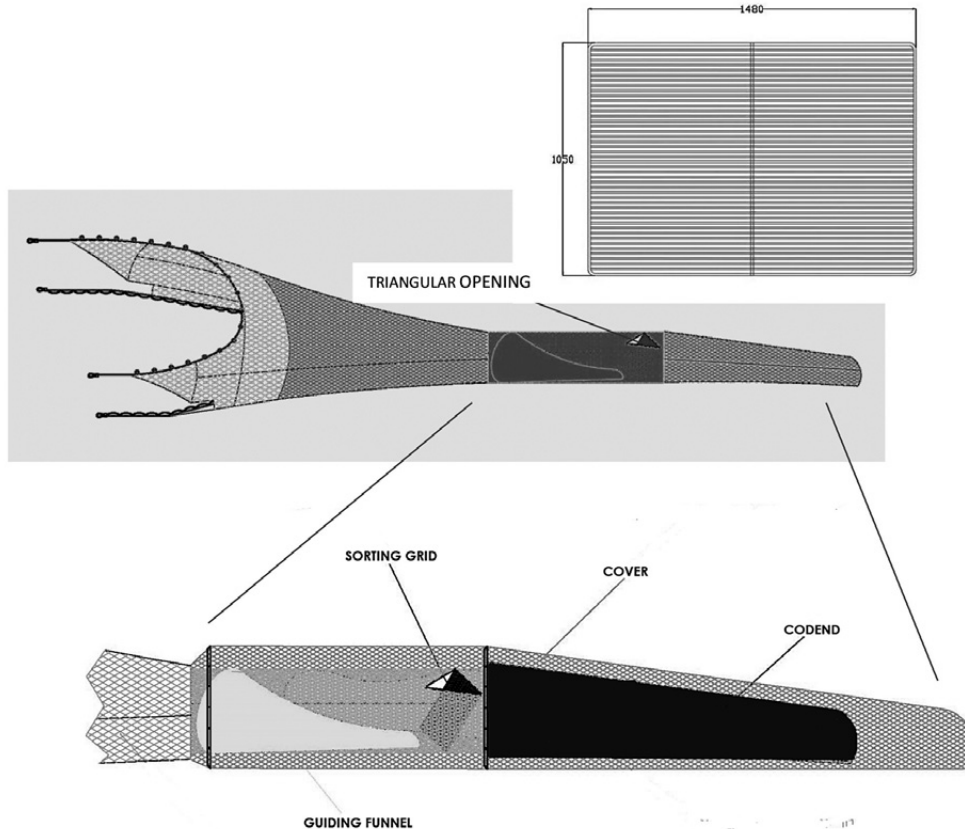 1480
1050
TRIANGULAR OPENING
SORTING GRID
COVER
CODEND
GUIDING FUNNEL